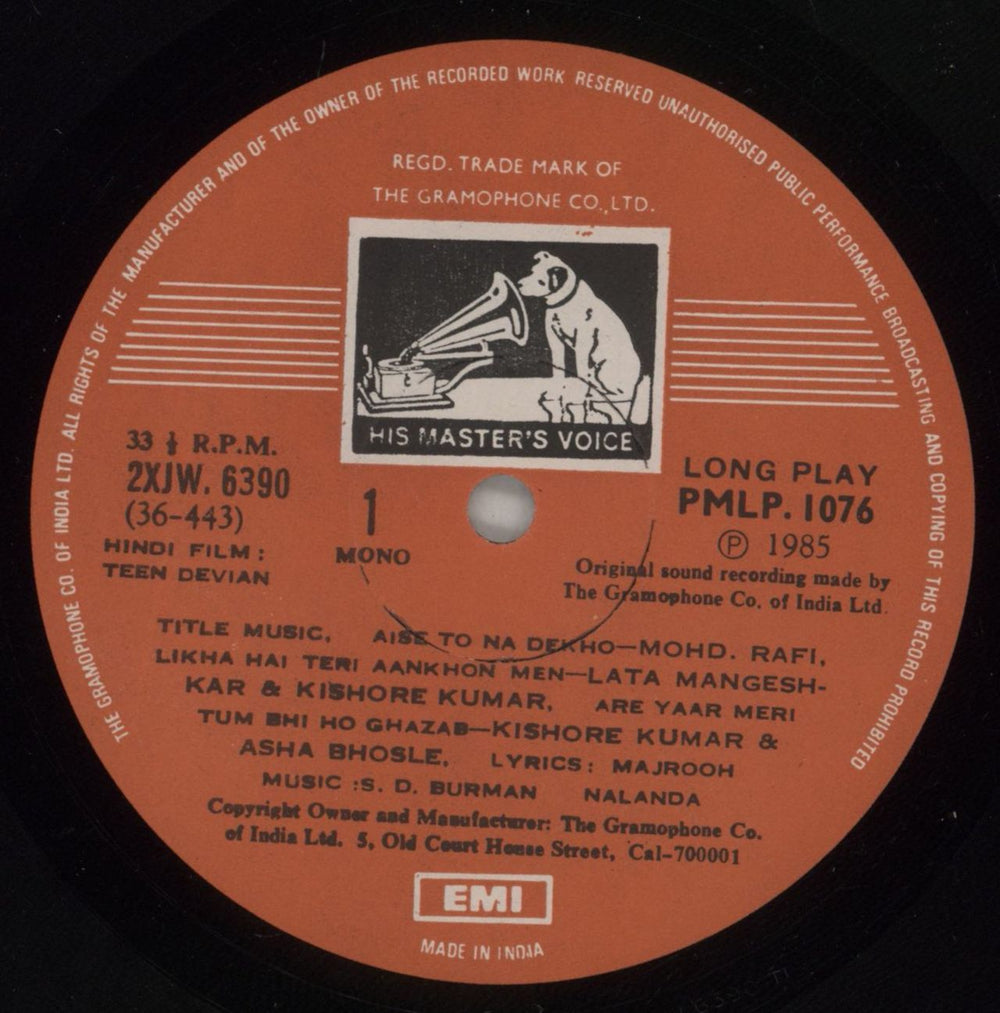 THE GRAMOPHONE CO. OF INDIA LTD. ALL RIGHTS OF THE MANUFACTURER AND OF THE OWNER OF THE RECORDED WORK RESERVED UNAUTHORISED PUBLIC PERFORMANCE BROADCASTING AND COPYING OF THIS RECORD PROHIBITED
REGD. TRADE MARK OF
THE GRAMOPHONE CO., LTD.
HIS MASTER'S VOICE
33 ⅓ R.P.M.
2XJW. 6390
(36-443)
HINDI FILM :
TEEN DEVIAN
1
MONO
LONG PLAY
PMLP. 1076
℗ 1985
Original sound recording made by
The Gramophone Co. of India Ltd.
TITLE MUSIC, AISE TO NA DEKHO—MOHD. RAFI,
LIKHA HAI TERI AANKHON MEN—LATA MANGESH-
KAR & KISHORE KUMAR, ARE YAAR MERI
TUM BHI HO GHAZAB—KISHORE KUMAR &
ASHA BHOSLE, LYRICS: MAJROOH
MUSIC :S. D. BURMAN NALANDA
Copyright Owner and Manufacturer: The Gramophone Co.
of India Ltd. 5, Old Court House Street, Cal-700001
EMI
MADE IN INDIA